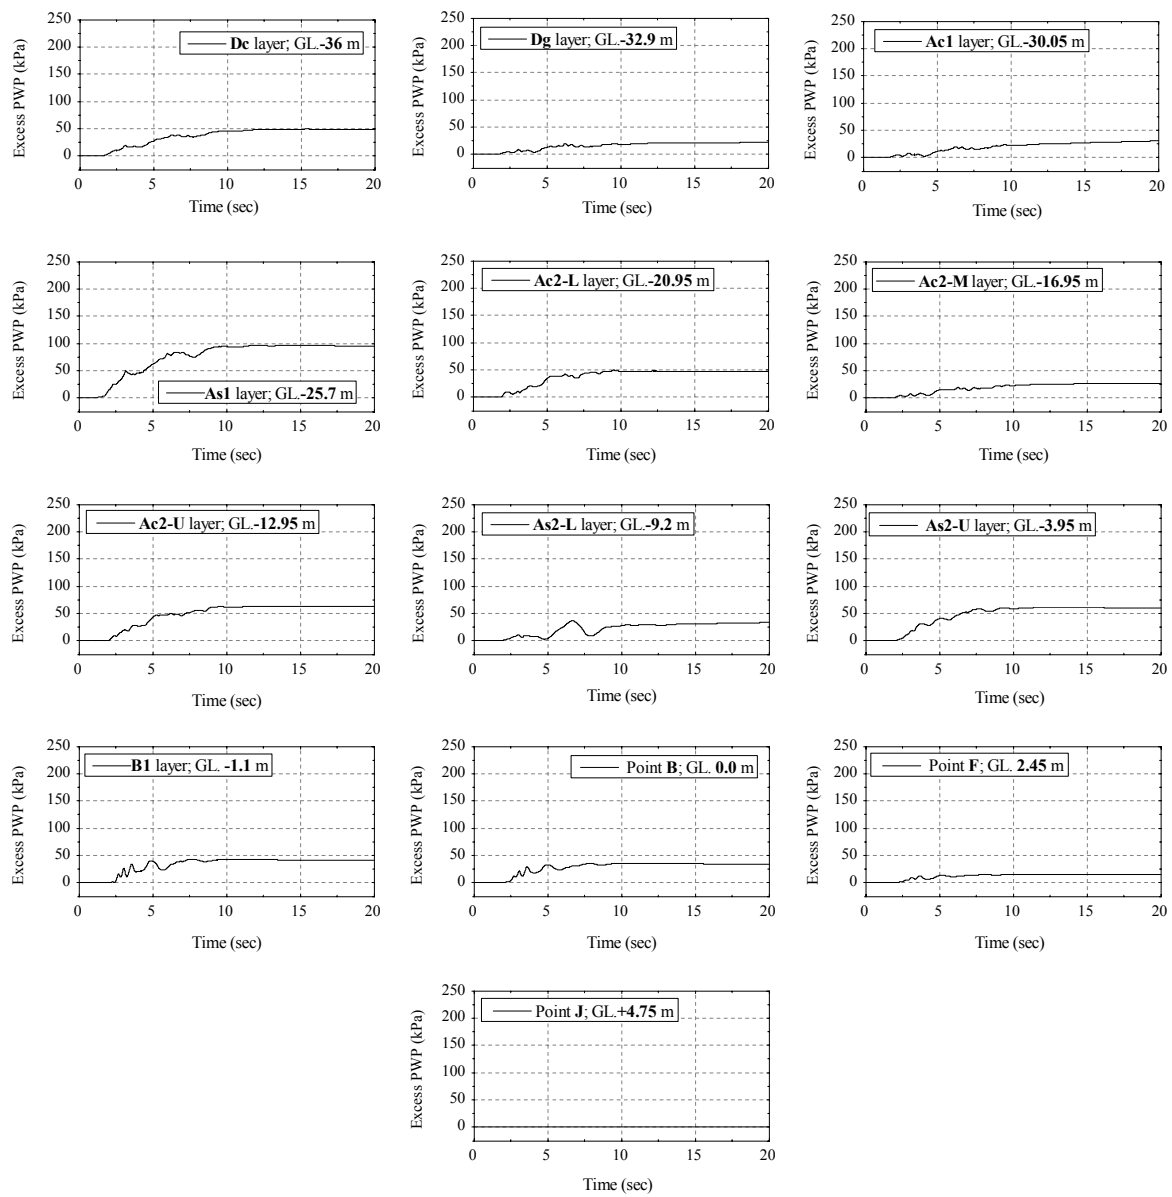 Dc layer; GL.-36 m
Excess PWP (kPa)
250
200
150
100
50
0
0 5 10 15 20
Time (sec)
Dg layer; GL.-32.9 m
Excess PWP (kPa)
250
200
150
100
50
0
0 5 10 15 20
Time (sec)
Ac1 layer; GL.-30.05 m
Excess PWP (kPa)
250
200
150
100
50
0
0 5 10 15 20
Time (sec)
As1 layer; GL.-25.7 m
Excess PWP (kPa)
250
200
150
100
50
0
0 5 10 15 20
Time (sec)
Ac2-L layer; GL.-20.95 m
Excess PWP (kPa)
250
200
150
100
50
0
0 5 10 15 20
Time (sec)
Ac2-M layer; GL.-16.95 m
Excess PWP (kPa)
250
200
150
100
50
0
0 5 10 15 20
Time (sec)
Ac2-U layer; GL.-12.95 m
Excess PWP (kPa)
250
200
150
100
50
0
0 5 10 15 20
Time (sec)
As2-L layer; GL.-9.2 m
Excess PWP (kPa)
250
200
150
100
50
0
0 5 10 15 20
Time (sec)
As2-U layer; GL.-3.95 m
Excess PWP (kPa)
250
200
150
100
50
0
0 5 10 15 20
Time (sec)
B1 layer; GL. -1.1 m
Excess PWP (kPa)
250
200
150
100
50
0
0 5 10 15 20
Time (sec)
Point B; GL. 0.0 m
Excess PWP (kPa)
250
200
150
100
50
0
0 5 10 15 20
Time (sec)
Point F; GL. 2.45 m
Excess PWP (kPa)
250
200
150
100
50
0
0 5 10 15 20
Time (sec)
Point J; GL.+4.75 m
Excess PWP (kPa)
250
200
150
100
50
0
0 5 10 15 20
Time (sec)